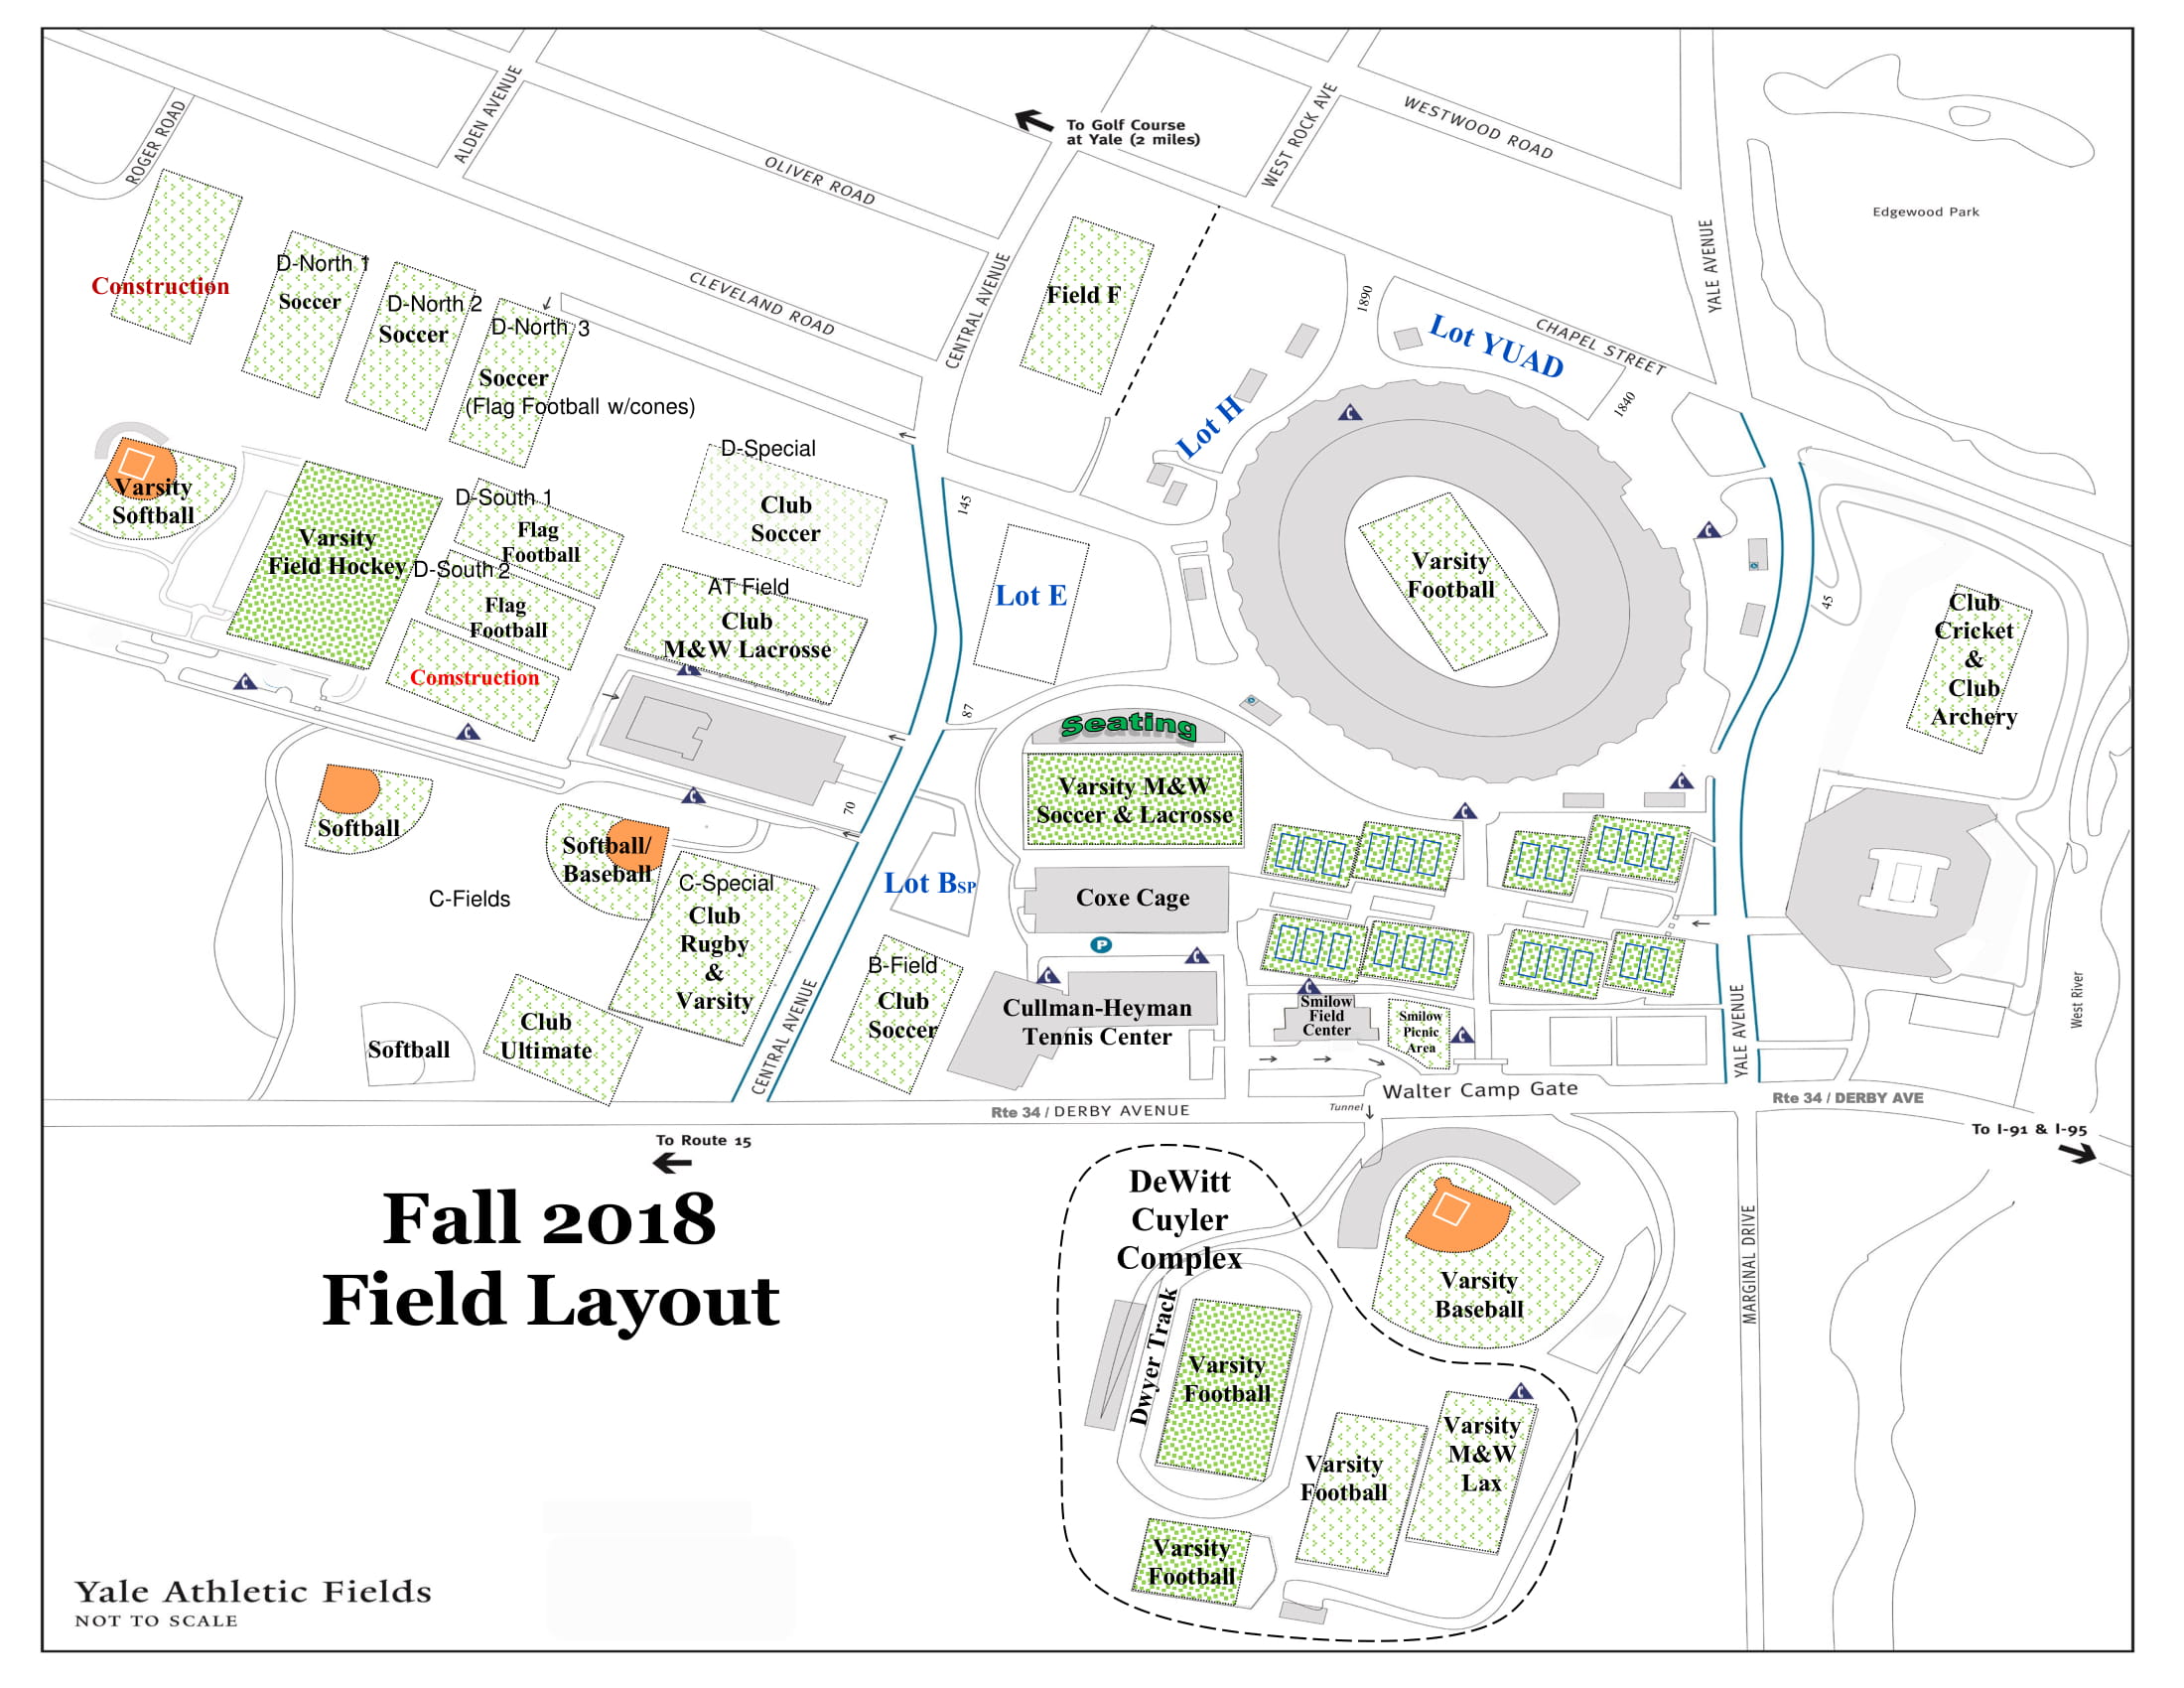 ROGER ROAD
ALDEN AVENUE
OLIVER ROAD
To Golf Course
at Yale (2 miles)
WEST ROCK AVE
WESTWOOD ROAD
YALE AVENUE
Edgewood Park
Construction
D-North 1
Soccer
D-North 2
Soccer
D-North 3
Soccer
(Flag Football w/cones)
CLEVELAND ROAD
CENTRAL AVENUE
Field F
1890
Lot YUAD
CHAPEL STREET
1840
Lot H
Varsity
Softball
Varsity
Field Hockey
D-South 1
Flag
Football
D-South 2
Flag
Football
Comstruction
D-Special
Club
Soccer
AT Field
Club
M&W Lacrosse
145
Lot E
87
Varsity
Football
45
Club
Cricket
&
Club
Archery
Seating
Varsity M&W
Soccer & Lacrosse
70
Softball
Softball/
Baseball
C-Fields
C-Special
Club
Rugby
&
Varsity
Lot BSP
Coxe Cage
P
B-Field
Club
Soccer
Cullman-Heyman
Tennis Center
Smilow
Field
Center
Smilow
Picnic
Area
Softball
Club
Ultimate
CENTRAL AVENUE
YALE AVENUE
West River
Walter Camp Gate
Rte 34 / DERBY AVENUE
Tunnel
Rte 34 / DERBY AVE
To Route 15
To I-91 & I-95
Fall 2018
Field Layout
DeWitt
Cuyler
Complex
Varsity
Baseball
MARGINAL DRIVE
Dwyer Track
Varsity
Football
Varsity
Football
Varsity
M&W
Lax
Varsity
Football
Yale Athletic Fields
NOT TO SCALE